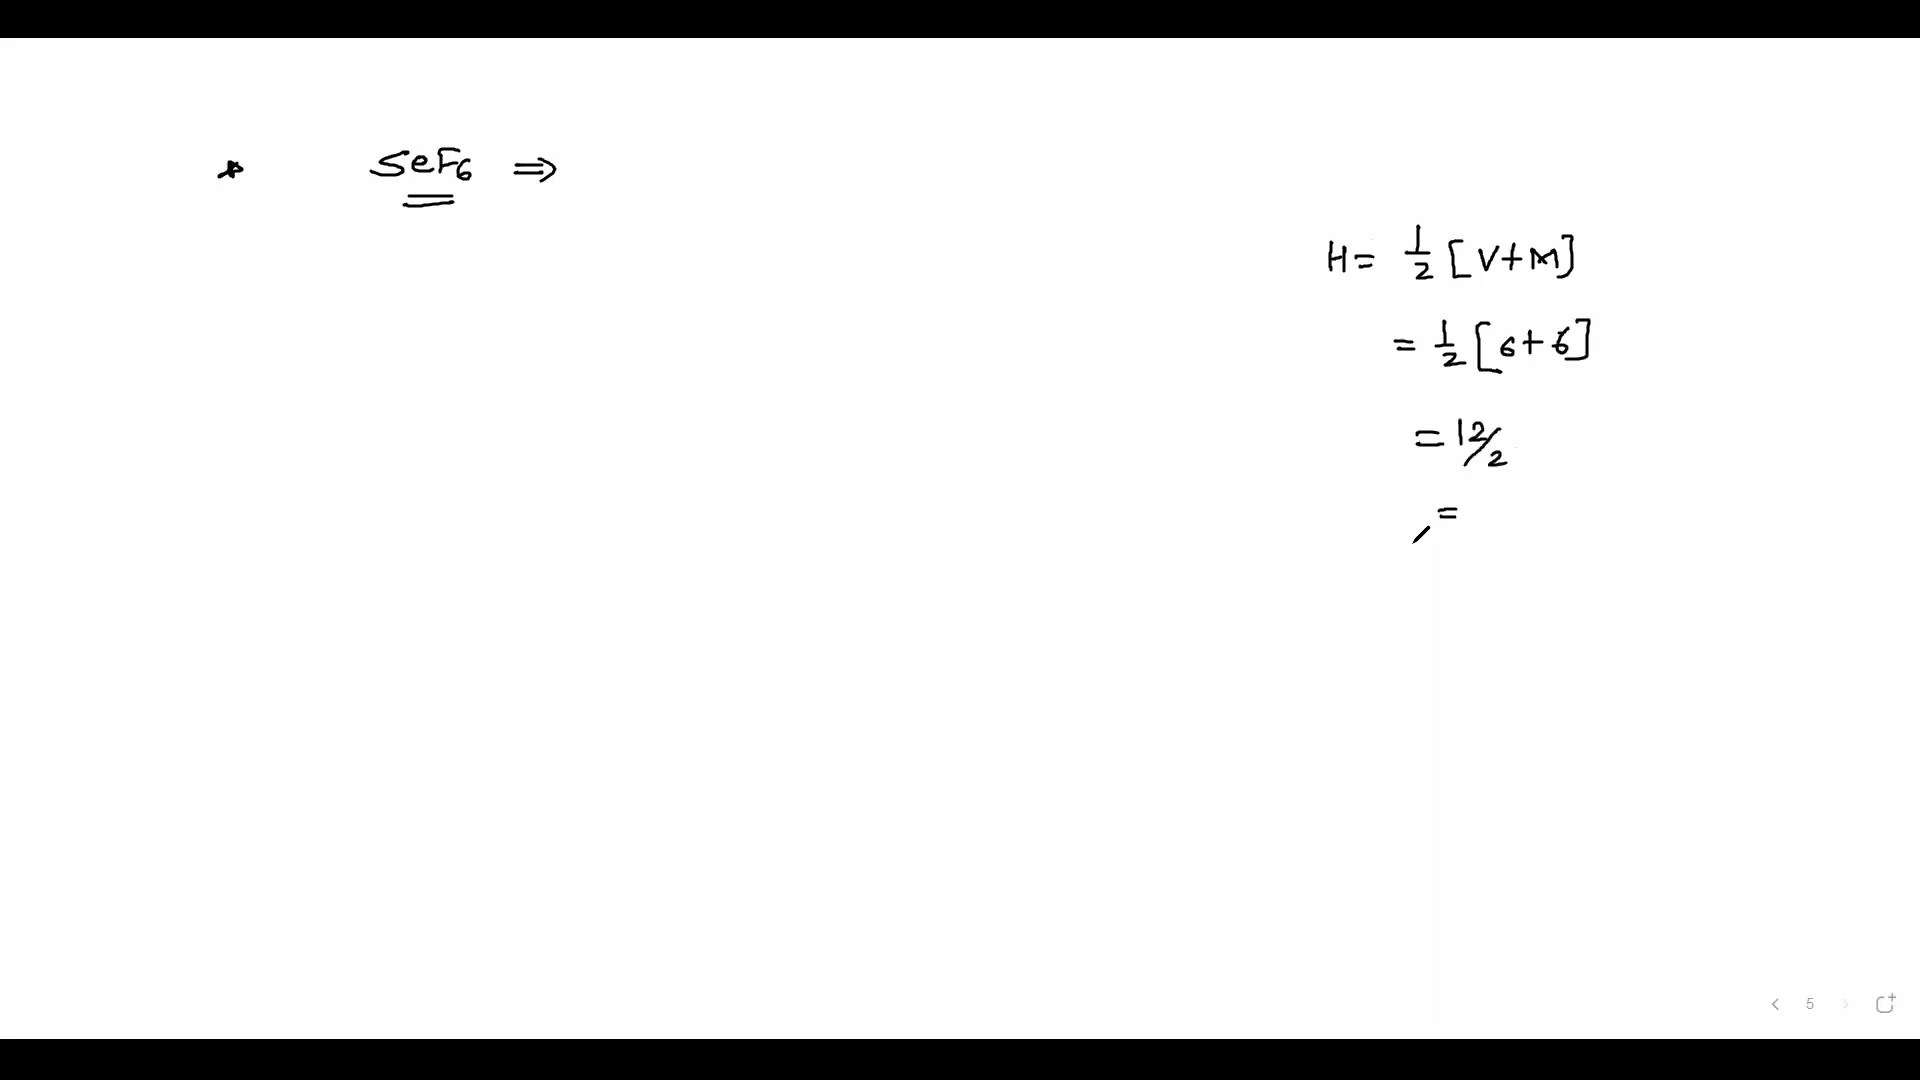 * SeF6 ⇒
H = 1/2 [V+M]
= 1/2 [6+6]
= 12/2
=
5